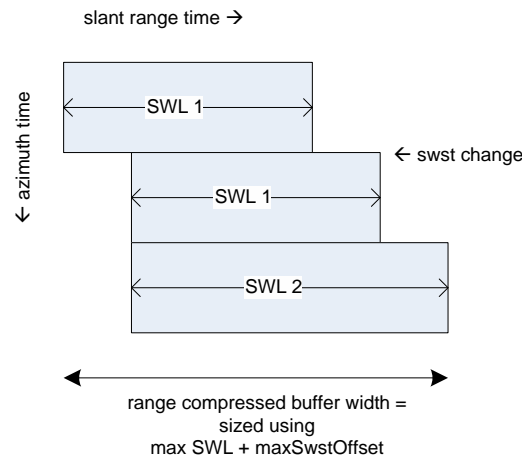 slant range time →
← azimuth time
SWL 1
← swst change
SWL 1
SWL 2
range compressed buffer width =
sized using
max SWL + maxSwstOffset